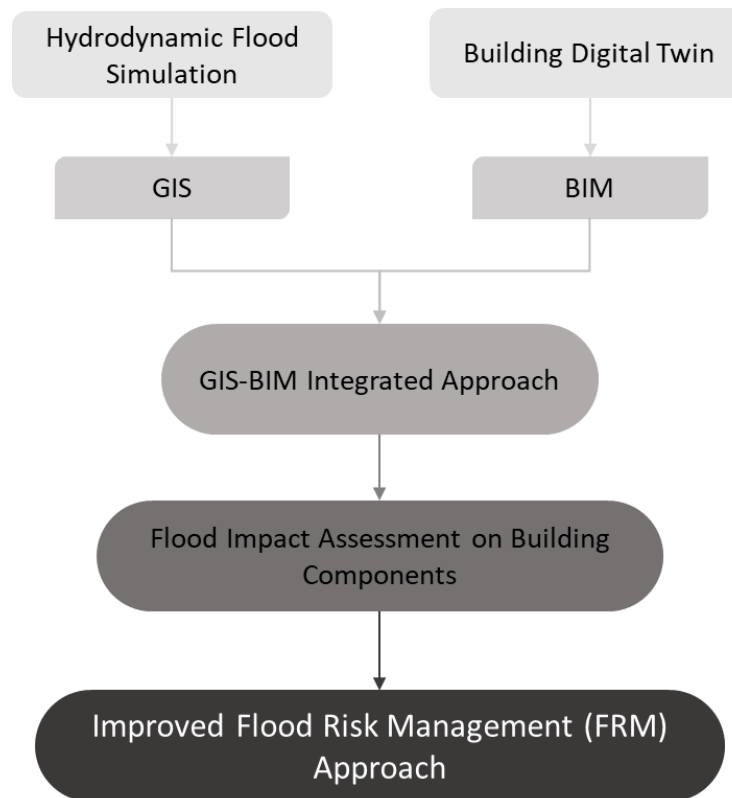 Hydrodynamic Flood
Simulation
Building Digital Twin
GIS
BIM
GIS-BIM Integrated Approach
Flood Impact Assessment on Building
Components
Improved Flood Risk Management (FRM)
Approach